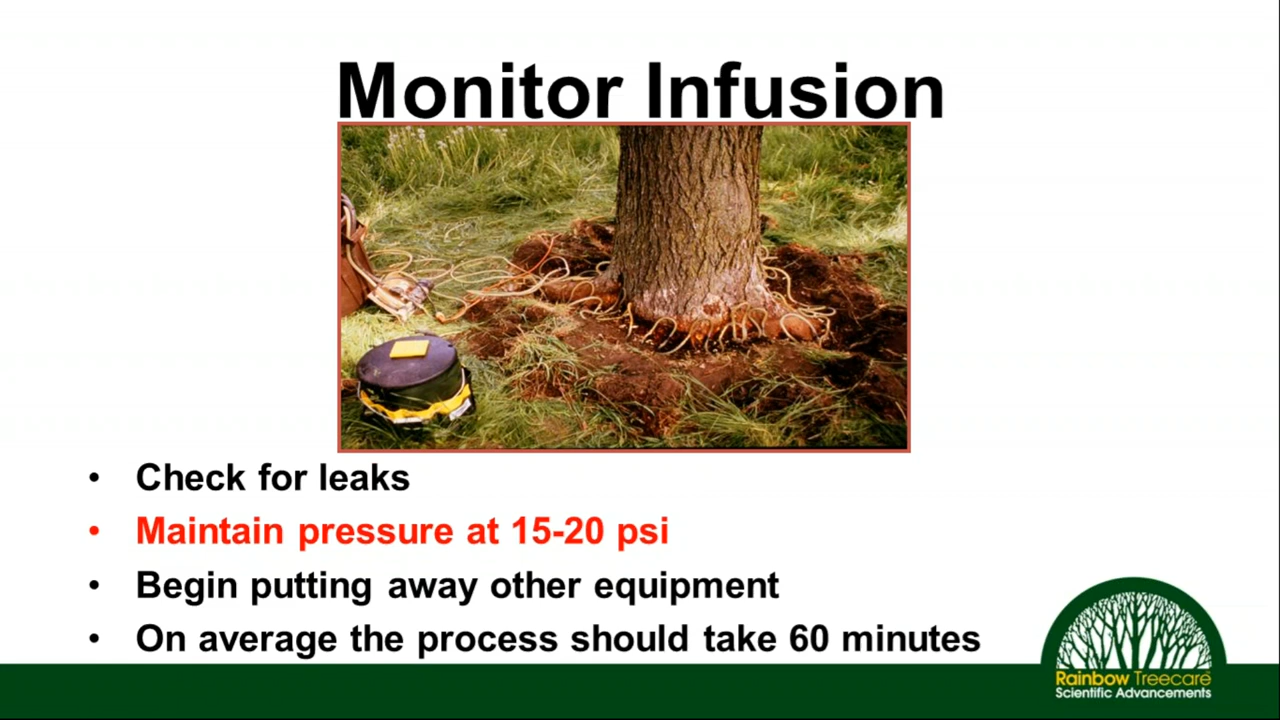 Monitor Infusion
• Check for leaks
• Maintain pressure at 15-20 psi
• Begin putting away other equipment
• On average the process should take 60 minutes
Rainbow Treecare
Scientific Advancements